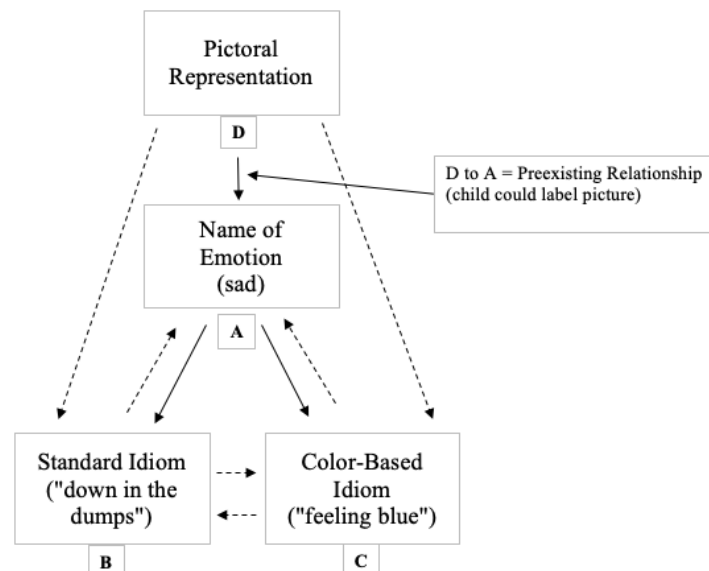 Pictoral
Representation
D
D to A = Preexisting Relationship
(child could label picture)
Name of
Emotion
(sad)
A
Standard Idiom
("down in the
dumps")
B
Color-Based
Idiom
("feeling blue")
C